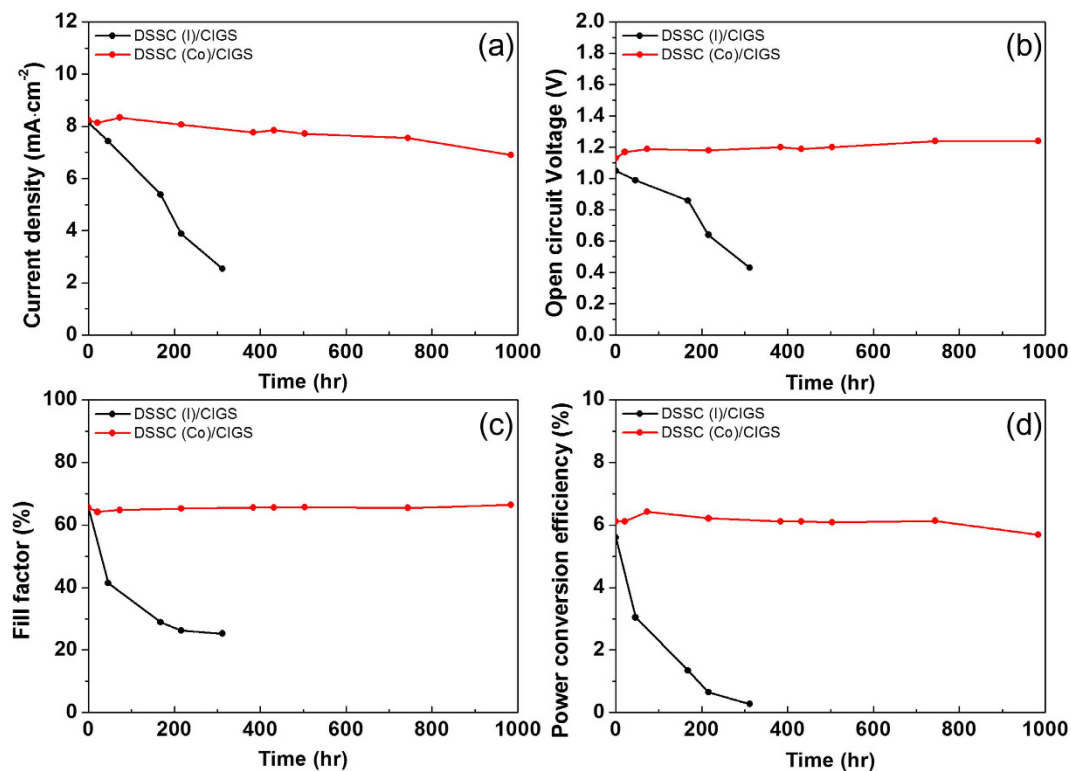 DSSC (I)/CIGS
DSSC (Co)/CIGS
(a)
12
10
8
6
4
2
0
Current density (mA·cm⁻²)
0 200 400 600 800 1000
Time (hr)
DSSC (I)/CIGS
DSSC (Co)/CIGS
(b)
2.0
1.8
1.6
1.4
1.2
1.0
0.8
0.6
0.4
0.2
0.0
Open circuit Voltage (V)
0 200 400 600 800 1000
Time (hr)
DSSC (I)/CIGS
DSSC (Co)/CIGS
(c)
100
80
60
40
20
0
Fill factor (%)
0 200 400 600 800 1000
Time (hr)
DSSC (I)/CIGS
DSSC (Co)/CIGS
(d)
10
8
6
4
2
0
Power conversion efficiency (%)
0 200 400 600 800 1000
Time (hr)